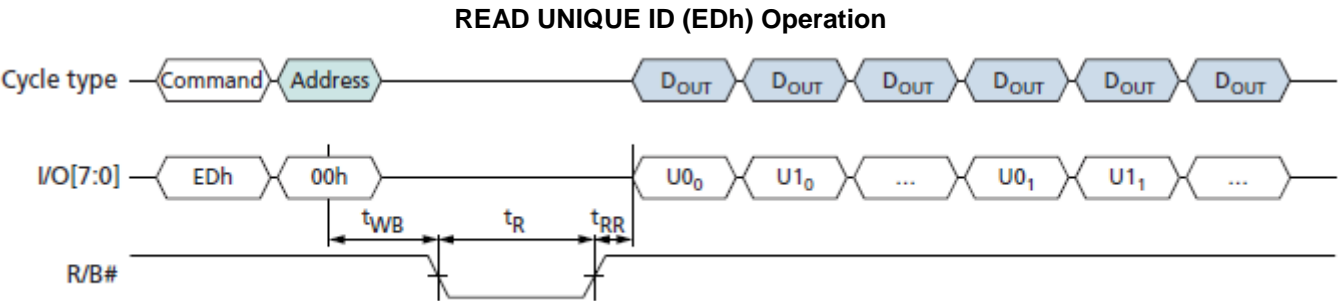 READ UNIQUE ID (EDh) Operation
Cycle type Command Address DOUT DOUT DOUT DOUT DOUT DOUT
I/O[7:0] EDh 00h U00 U10 ... U01 U11 ...
tWB tR tRR
R/B#